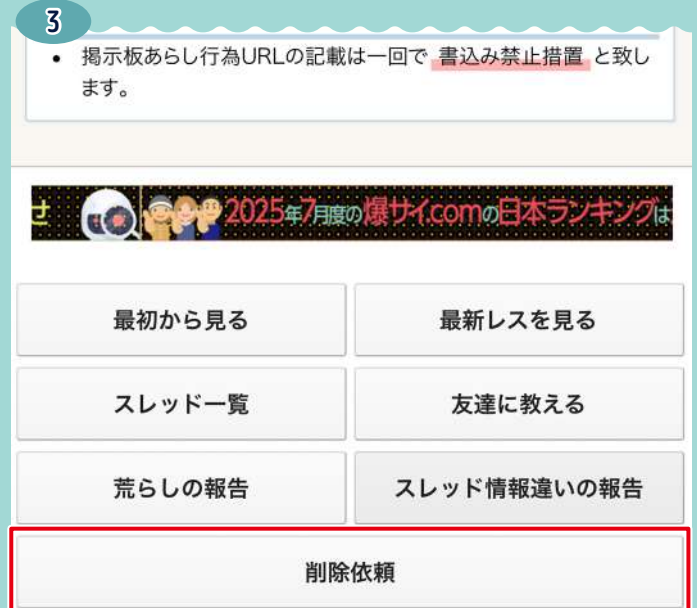 3
• 掲示板あらし行為URLの記載は一回で 書込み禁止措置 と致し
ます。
せ 2025年7月度の爆サイ.comの日本ランキングは
最初から見る
最新レスを見る
スレッド一覧
友達に教える
荒らしの報告
スレッド情報違いの報告
削除依頼